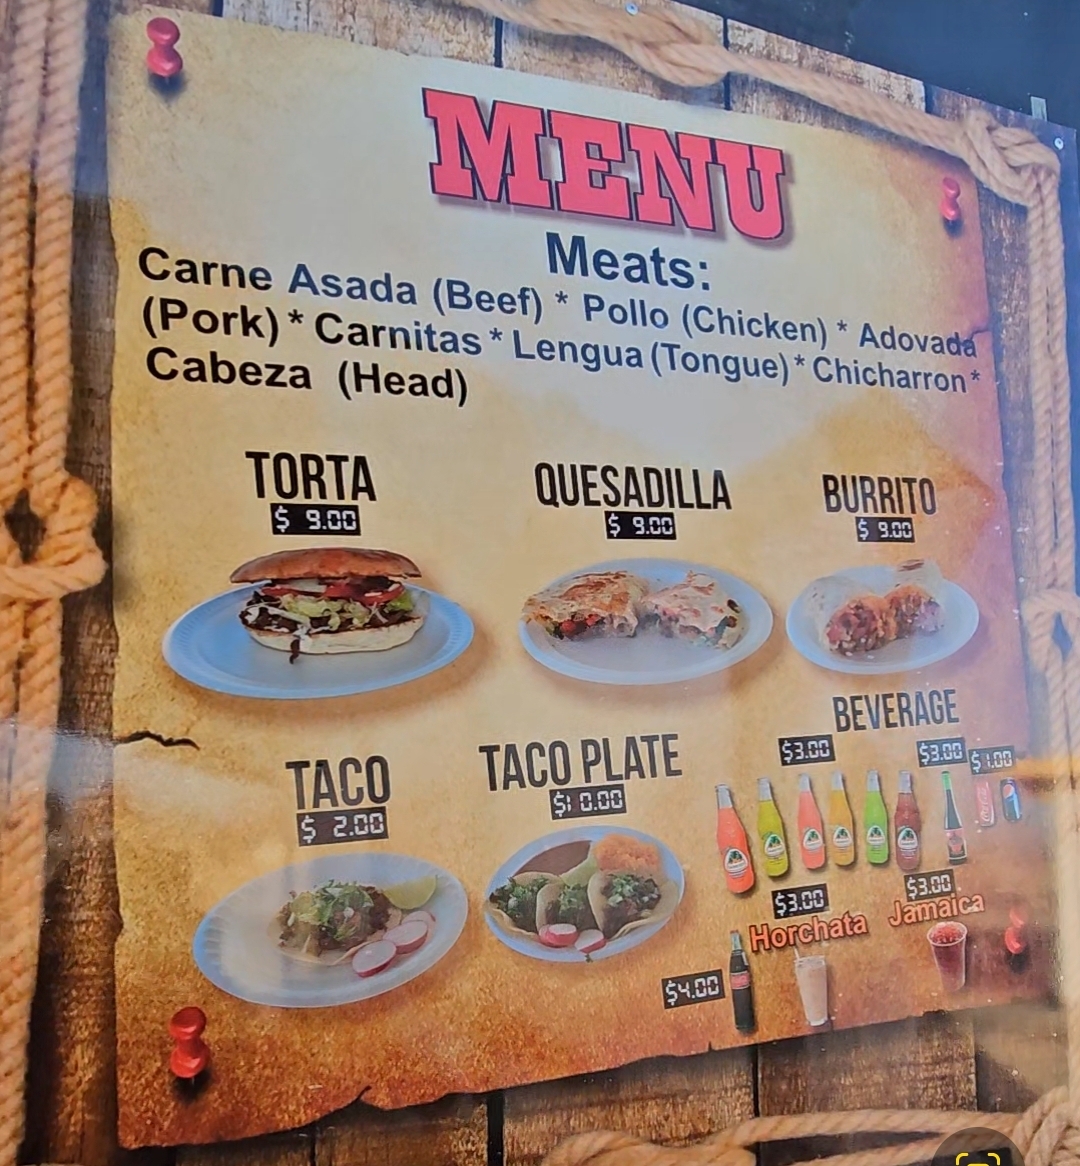 MENU
Meats:
Carne Asada (Beef) * Pollo (Chicken) * Adovada
(Pork) * Carnitas * Lengua (Tongue) * Chicharron *
Cabeza (Head)
TORTA
$ 9.00
QUESADILLA
$ 9.00
BURRITO
$ 9.00
TACO
$ 2.00
TACO PLATE
$10.00
BEVERAGE
$3.00
$3.00
$1.00
$3.00
Horchata
$3.00
Jamaica
$4.00